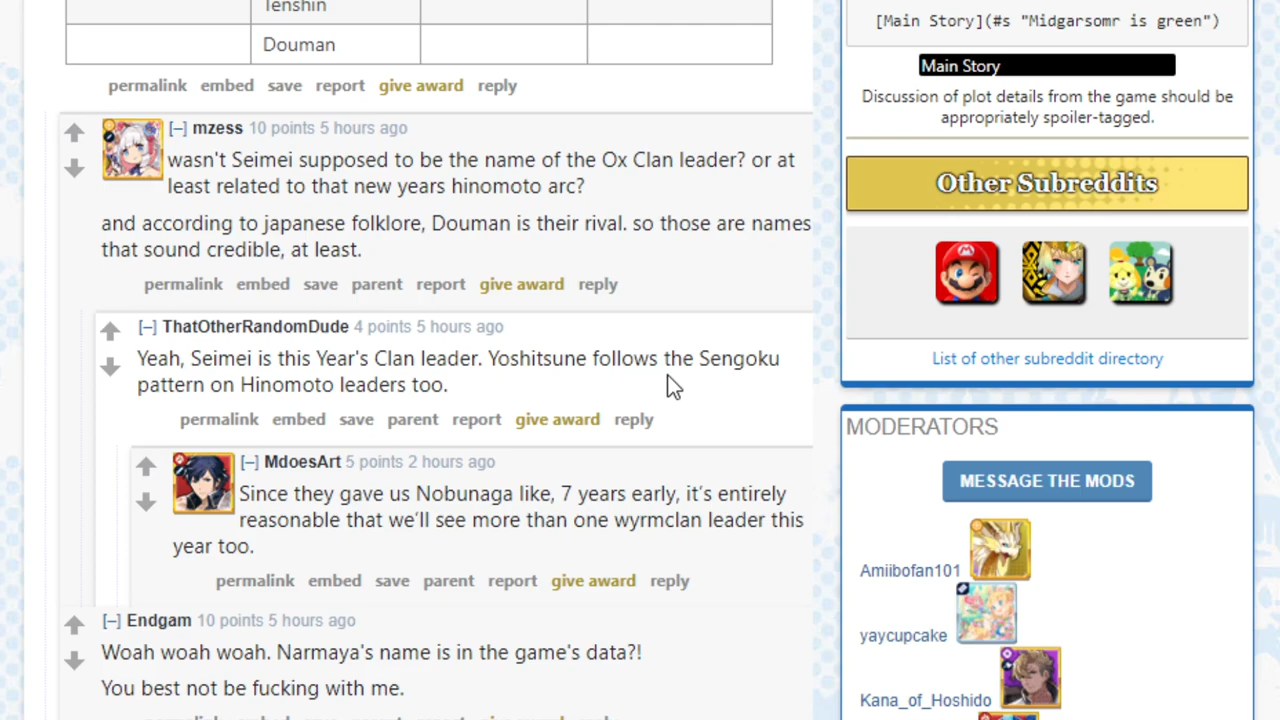 Tenshin
Douman
permalink embed save report give award reply
[–] mzess 10 points 5 hours ago
wasn't Seimei supposed to be the name of the Ox Clan leader? or at
least related to that new years hinomoto arc?
and according to japanese folklore, Douman is their rival. so those are names
that sound credible, at least.
permalink embed save parent report give award reply
[–] ThatOtherRandomDude 4 points 5 hours ago
Yeah, Seimei is this Year's Clan leader. Yoshitsune follows the Sengoku
pattern on Hinomoto leaders too.
permalink embed save parent report give award reply
[–] MdoesArt 5 points 2 hours ago
Since they gave us Nobunaga like, 7 years early, it’s entirely
reasonable that we’ll see more than one wyrmclan leader this
year too.
permalink embed save parent report give award reply
[–] Endgam 10 points 5 hours ago
Woah woah woah. Narmaya's name is in the game's data?!
You best not be fucking with me.
[Main Story](#s "Midgarsomr is green")
Main Story
Discussion of plot details from the game should be
appropriately spoiler-tagged.
Other Subreddits
List of other subreddit directory
MODERATORS
MESSAGE THE MODS
Amiibofan101
yaycupcake
Kana_of_Hoshido